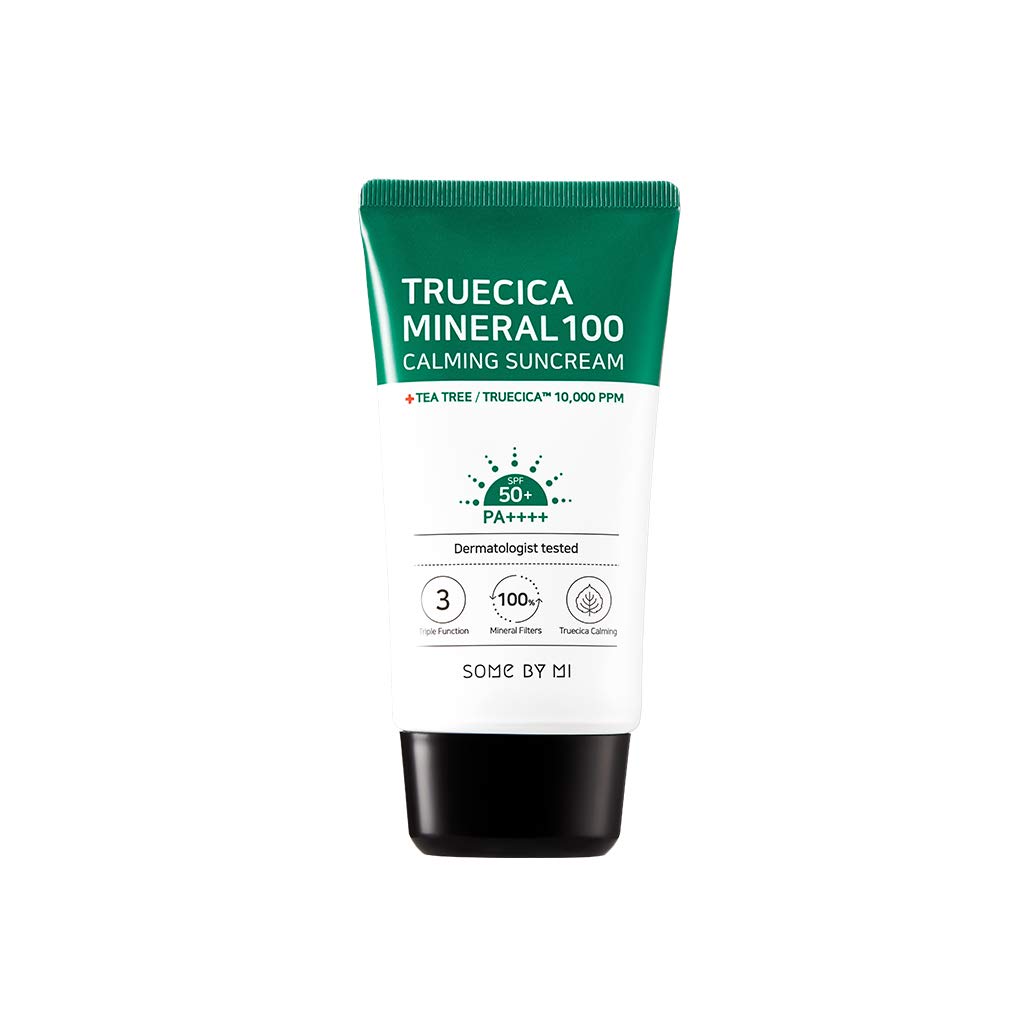 TRUECICA
MINERAL 100
CALMING SUNCREAM
+TEA TREE / TRUECICA™ 10,000 PPM
SPF
50+
PA++++
Dermatologist tested
3
100%
Triple Function
Mineral Filters
Truecica Calming
SOME BY MI